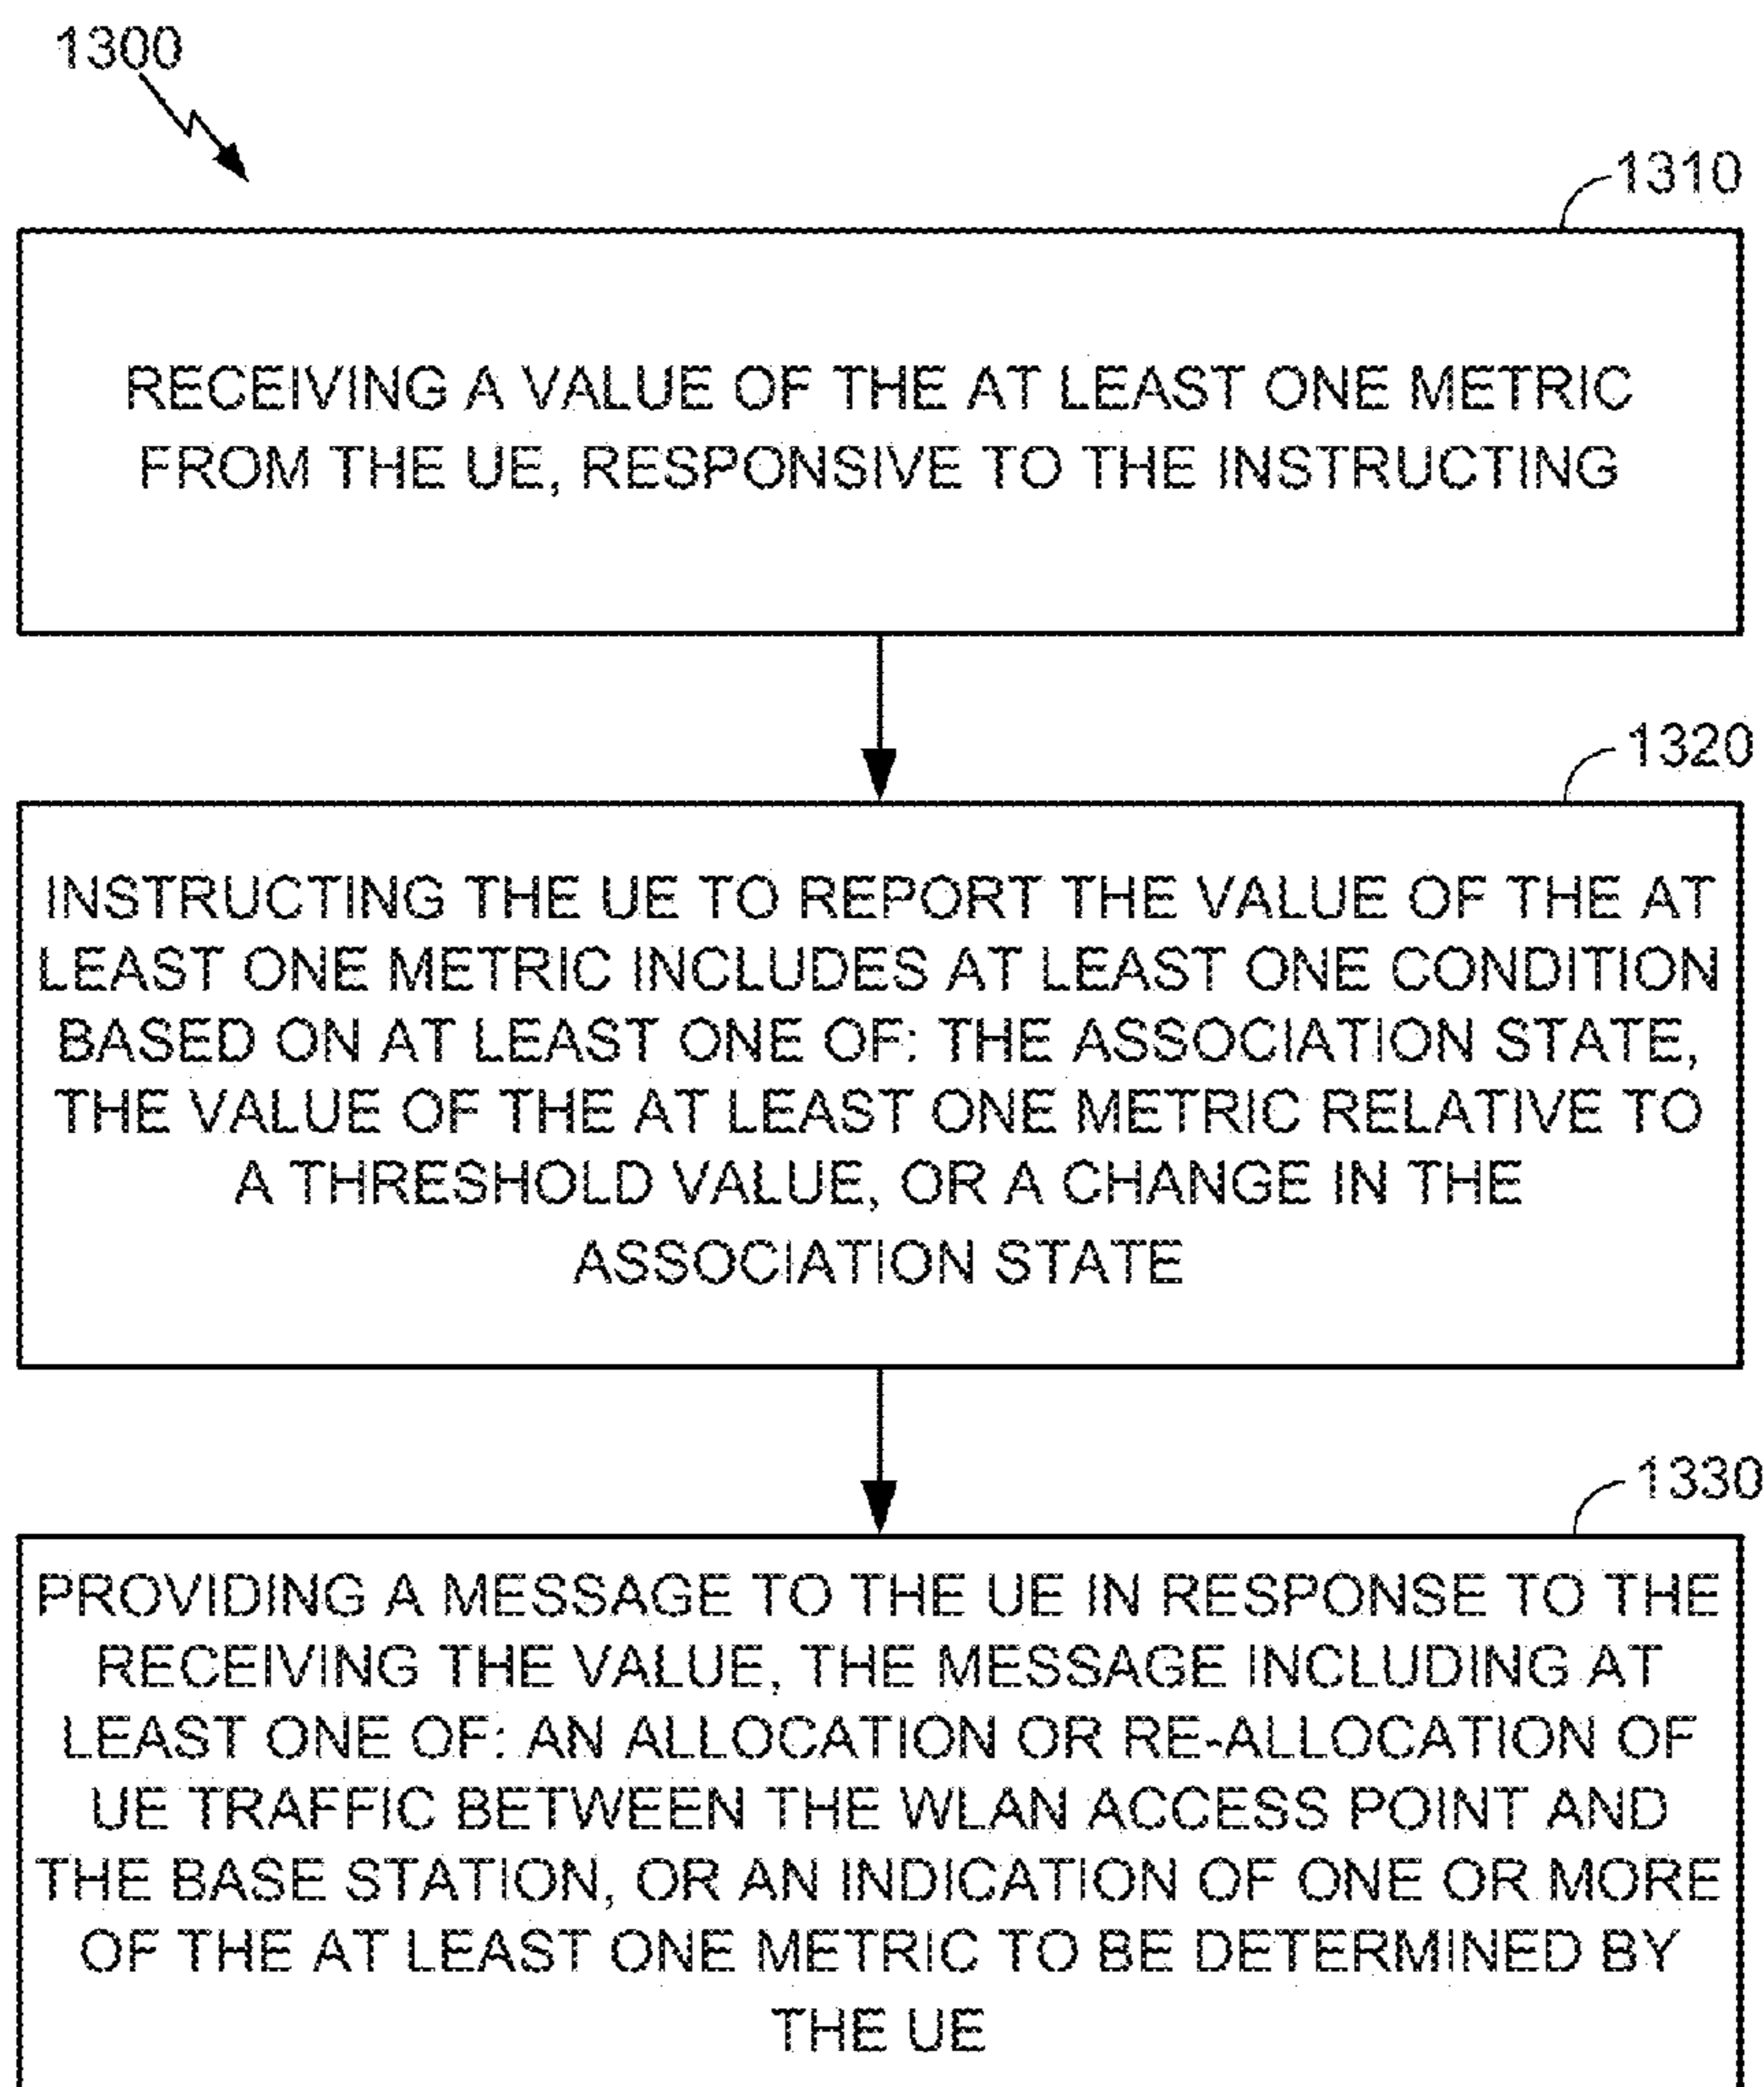 1300
1310
RECEIVING A VALUE OF THE AT LEAST ONE METRIC
FROM THE UE, RESPONSIVE TO THE INSTRUCTING
1320
INSTRUCTING THE UE TO REPORT THE VALUE OF THE AT
LEAST ONE METRIC INCLUDES AT LEAST ONE CONDITION
BASED ON AT LEAST ONE OF: THE ASSOCIATION STATE,
THE VALUE OF THE AT LEAST ONE METRIC RELATIVE TO
A THRESHOLD VALUE, OR A CHANGE IN THE
ASSOCIATION STATE
1330
PROVIDING A MESSAGE TO THE UE IN RESPONSE TO THE
RECEIVING THE VALUE, THE MESSAGE INCLUDING AT
LEAST ONE OF: AN ALLOCATION OR RE-ALLOCATION OF
UE TRAFFIC BETWEEN THE WLAN ACCESS POINT AND
THE BASE STATION, OR AN INDICATION OF ONE OR MORE
OF THE AT LEAST ONE METRIC TO BE DETERMINED BY
THE UE